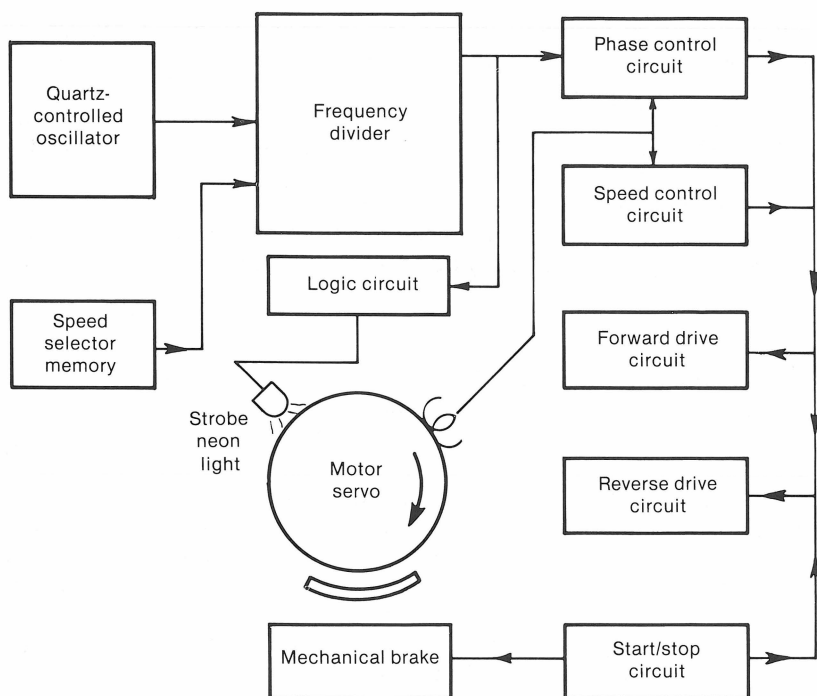 Quartz-
controlled
oscillator
Frequency
divider
Phase control
circuit
Speed control
circuit
Logic circuit
Speed
selector
memory
Forward drive
circuit
Strobe
neon
light
Motor
servo
Reverse drive
circuit
Mechanical brake
Start/stop
circuit